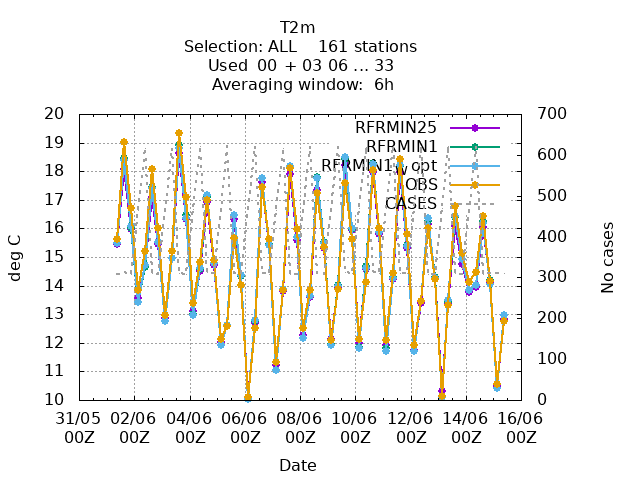 T2m
Selection: ALL    161 stations
Used  00 + 03 06 ... 33
Averaging window:  6h
deg C
20
19
18
17
16
15
14
13
12
11
10
RFRMIN25
RFRMIN1
OBS
CASES
700
600
500
400
300
200
100
0
No cases
31/05 02/06 04/06 06/06 08/06 10/06 12/06 14/06 16/06
00Z 00Z 00Z 00Z 00Z 00Z 00Z 00Z 00Z
Date